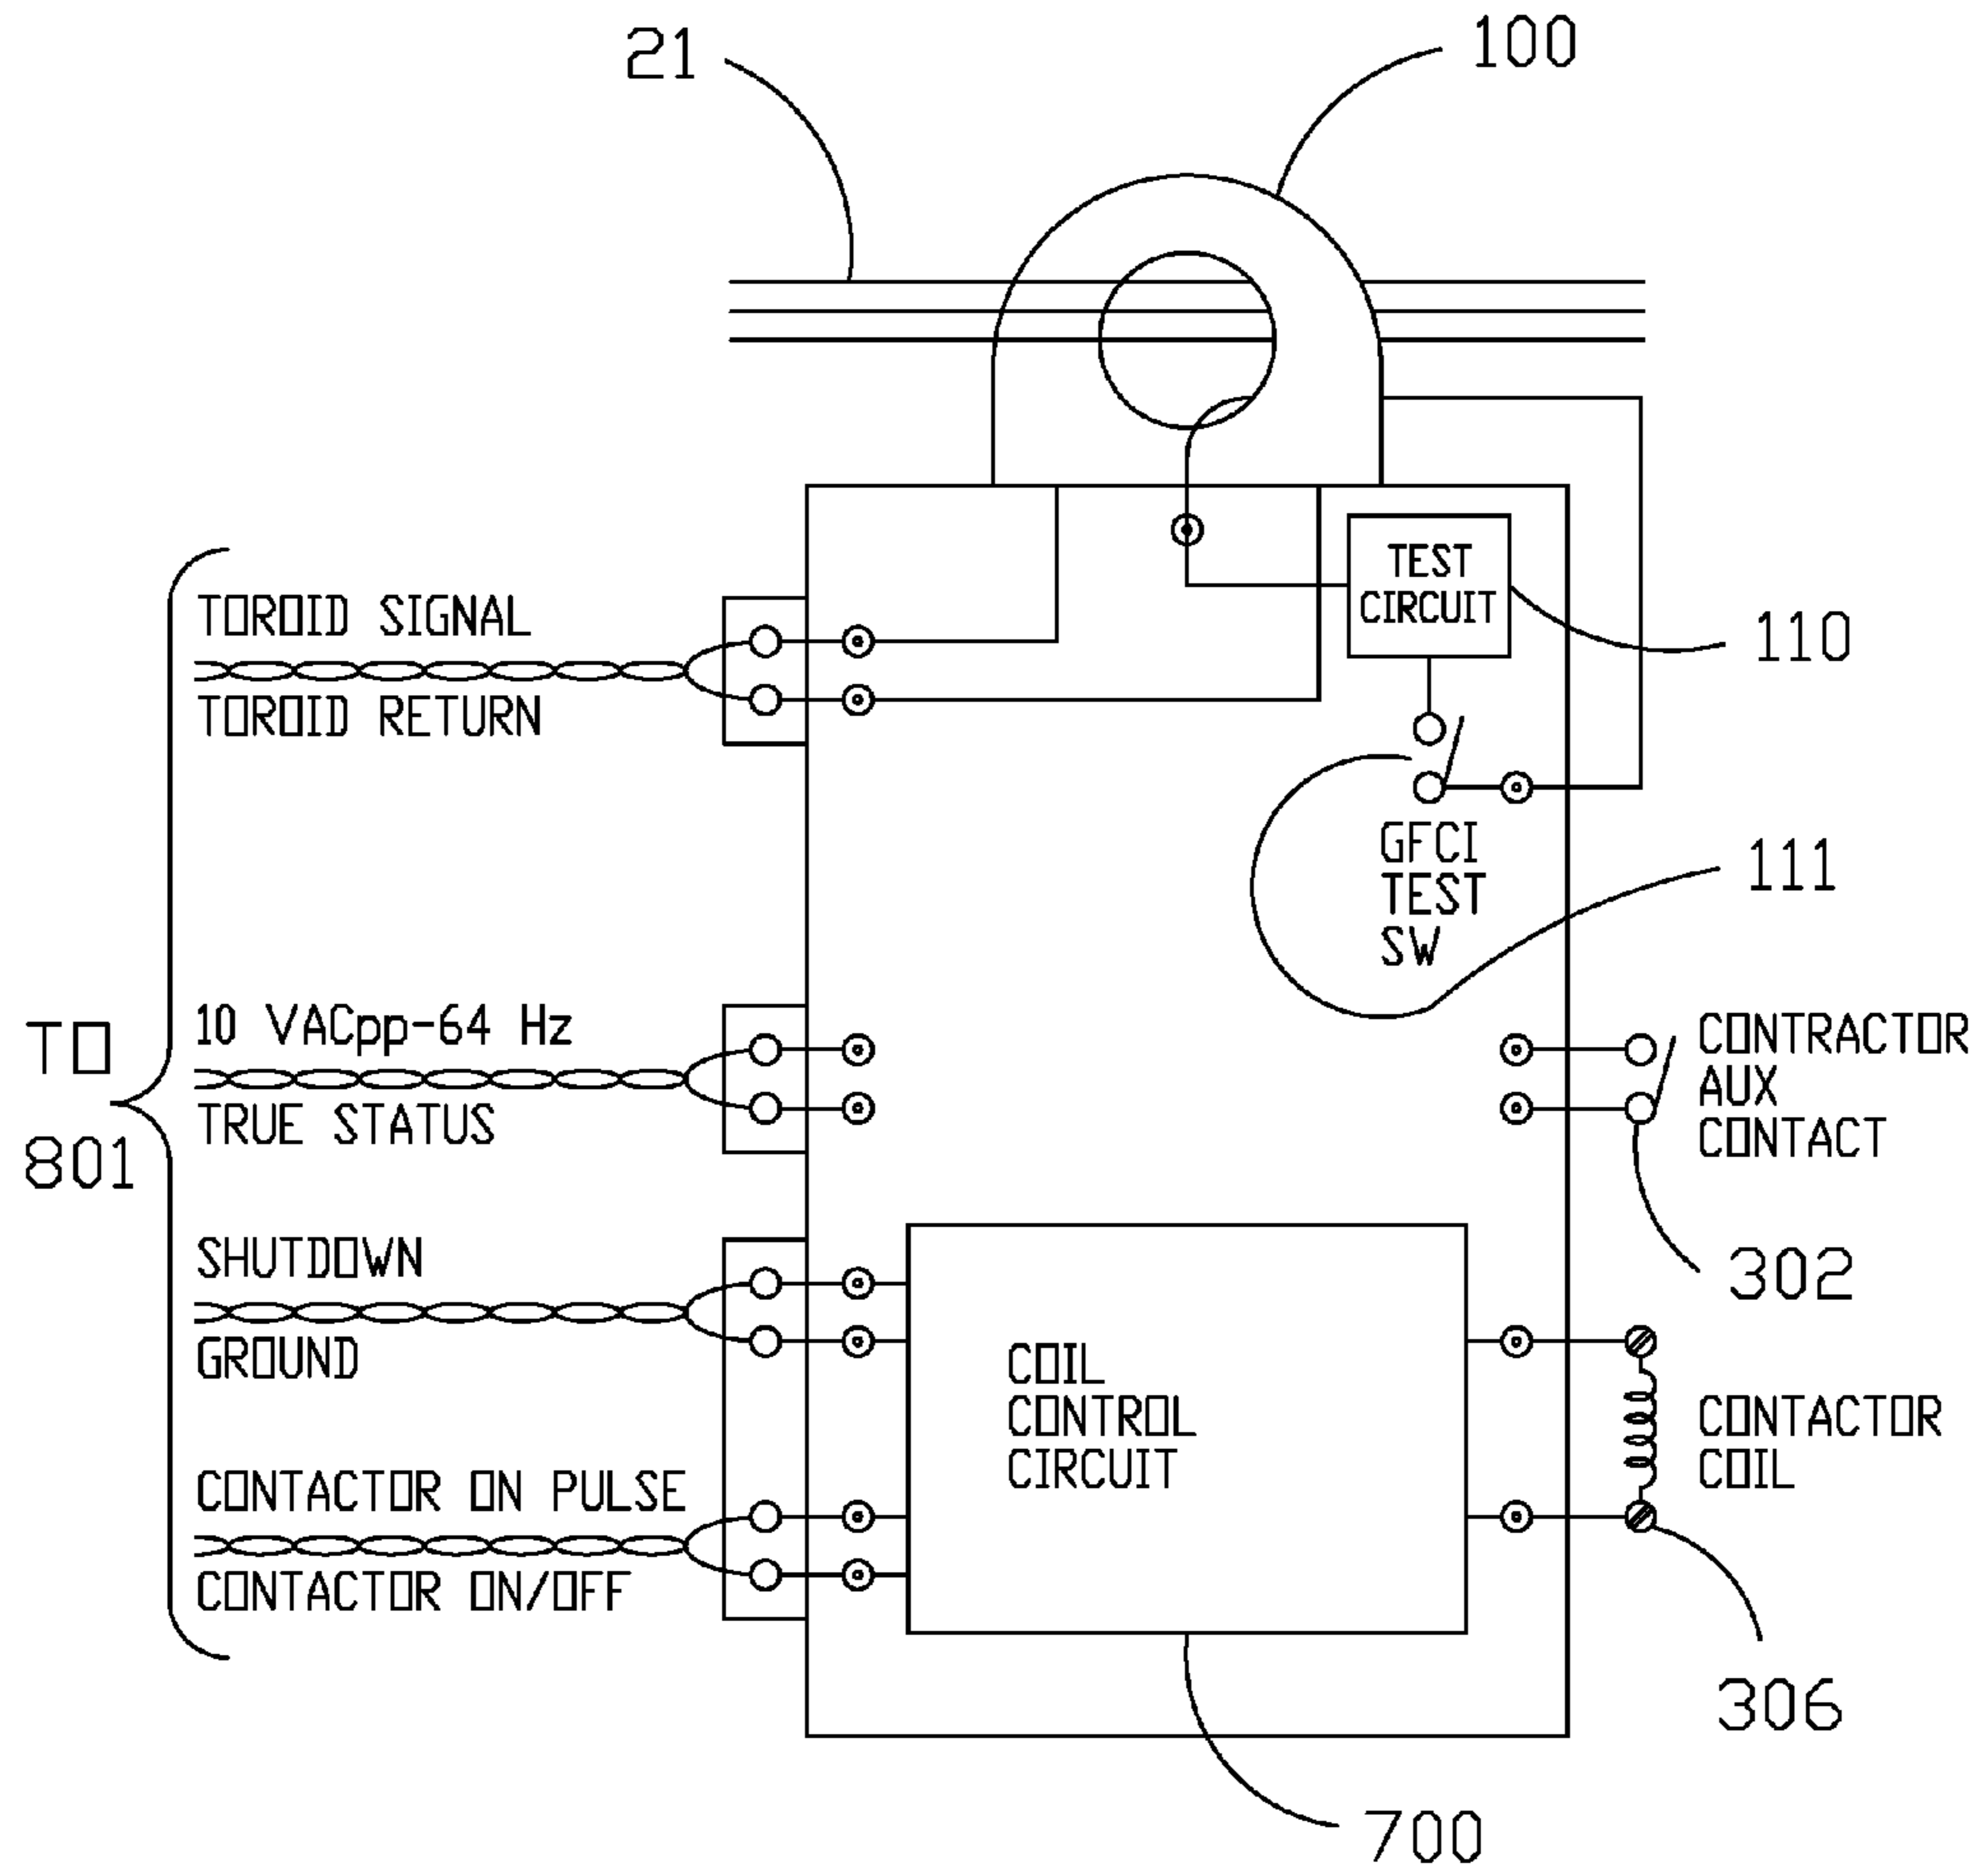 21
100
TEST
CIRCUIT
110
TOROID SIGNAL
TOROID RETURN
GFCI
TEST
SW
111
10 VACpp-64 Hz
TRUE STATUS
TO
801
CONTRACTOR
AUX
CONTACT
302
SHUTDOWN
GROUND
COIL
CONTROL
CIRCUIT
CONTACTOR
COIL
CONTACTOR ON PULSE
CONTACTOR ON/OFF
306
700